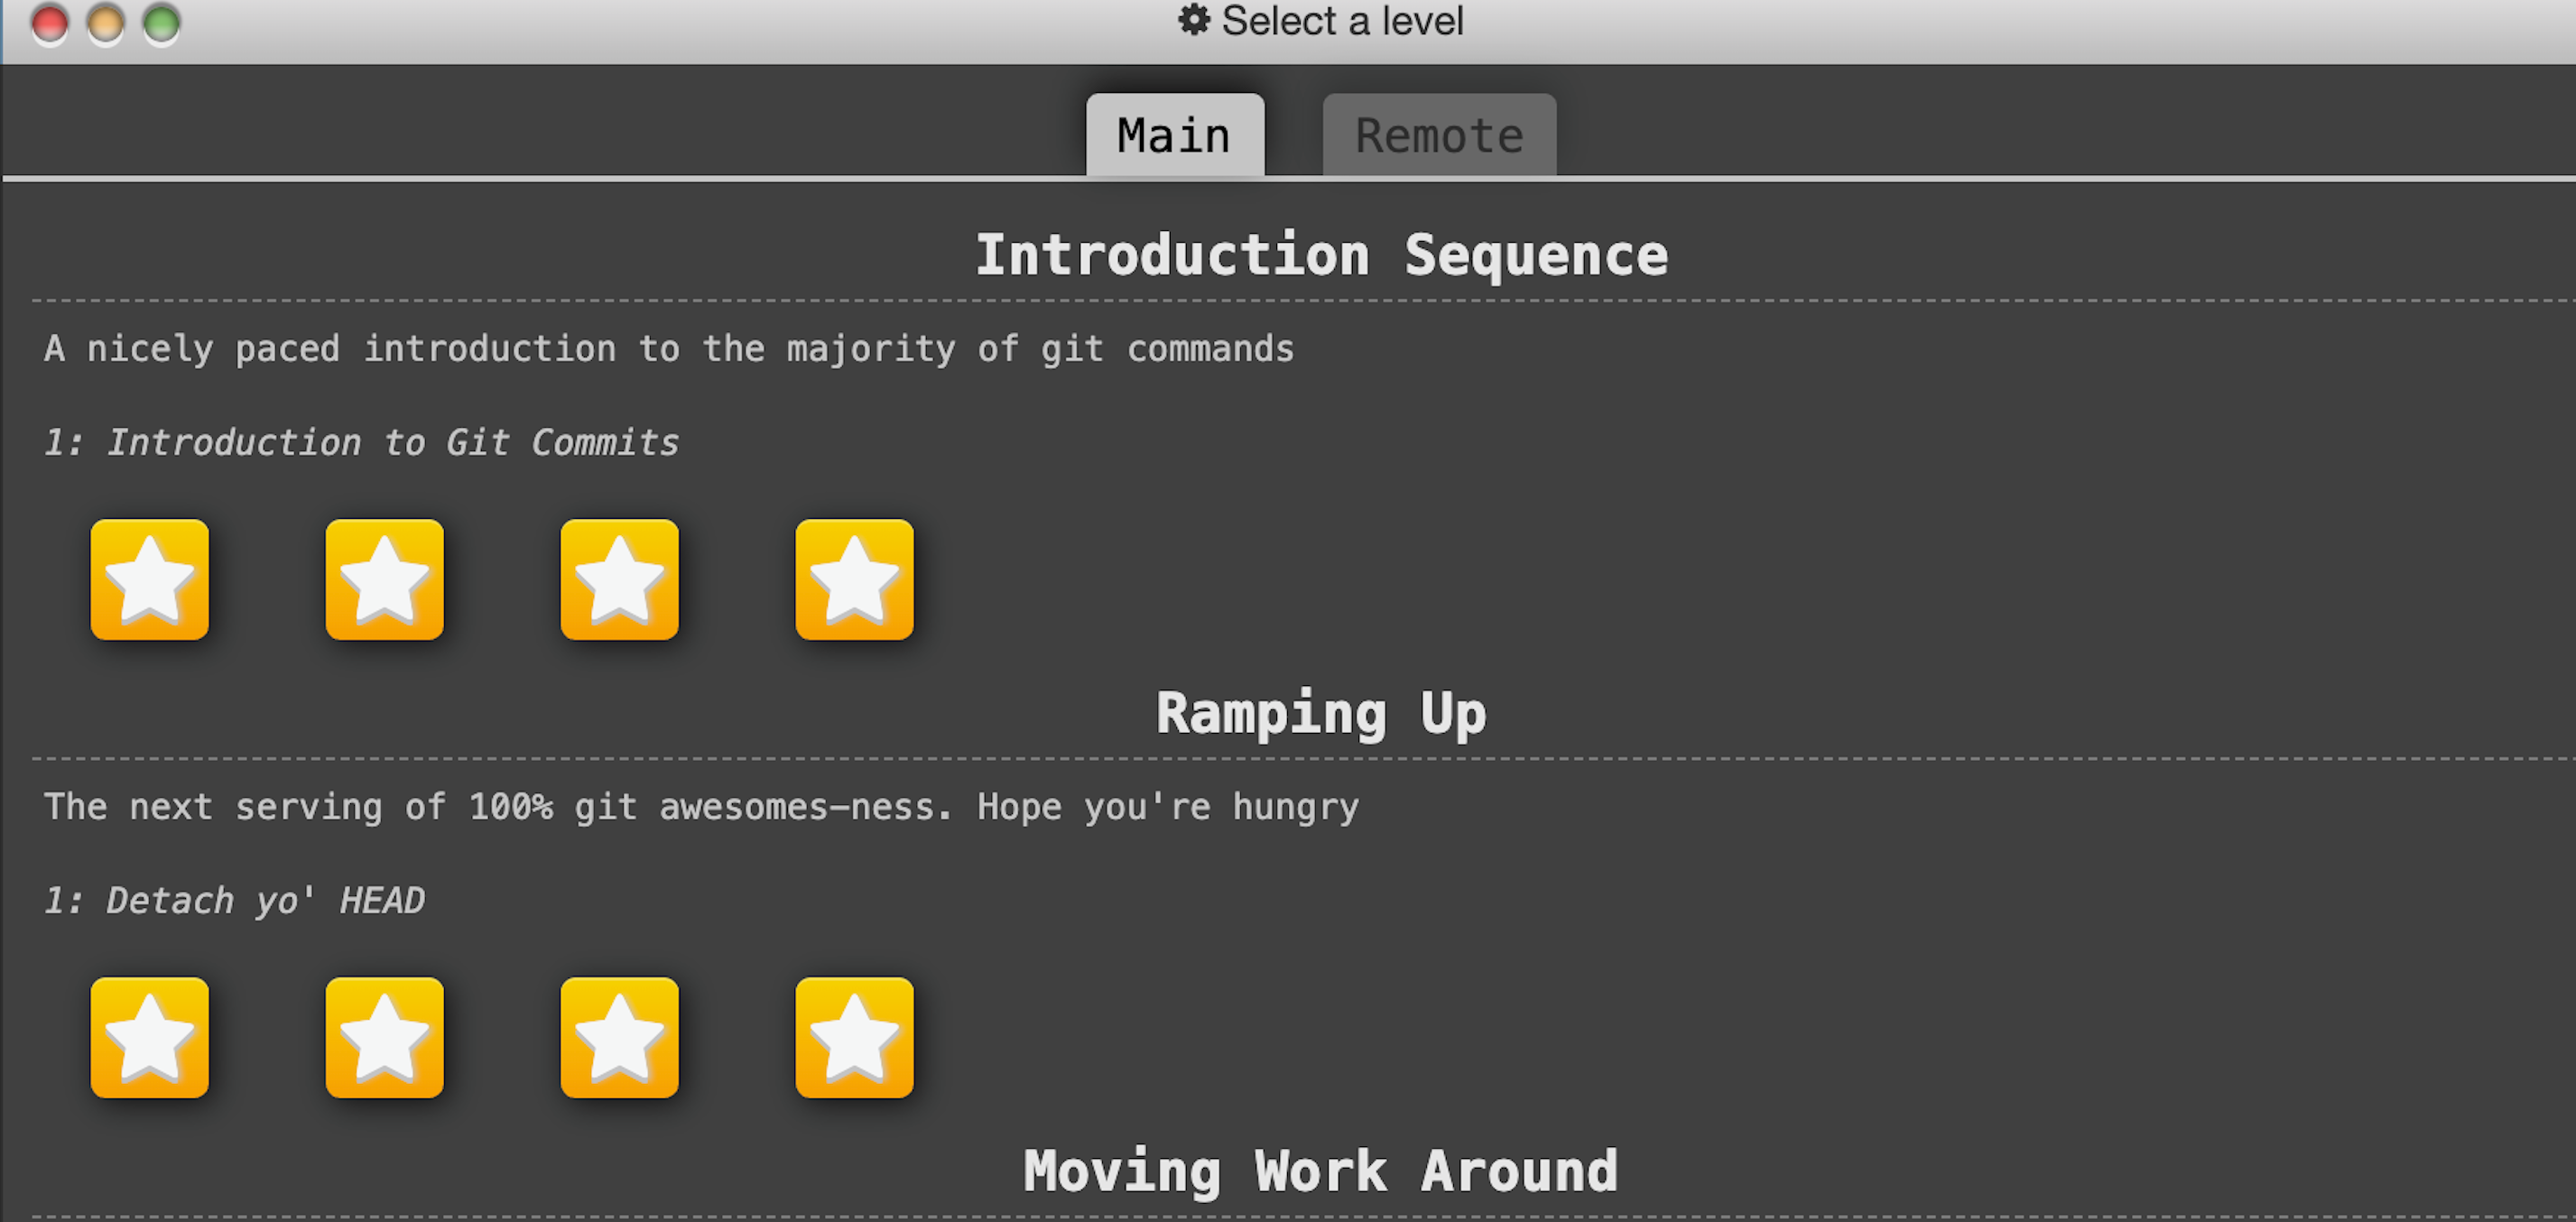 Select a level
Main Remote
Introduction Sequence
A nicely paced introduction to the majority of git commands
1: Introduction to Git Commits
Ramping Up
The next serving of 100% git awesomes-ness. Hope you're hungry
1: Detach yo' HEAD
Moving Work Around